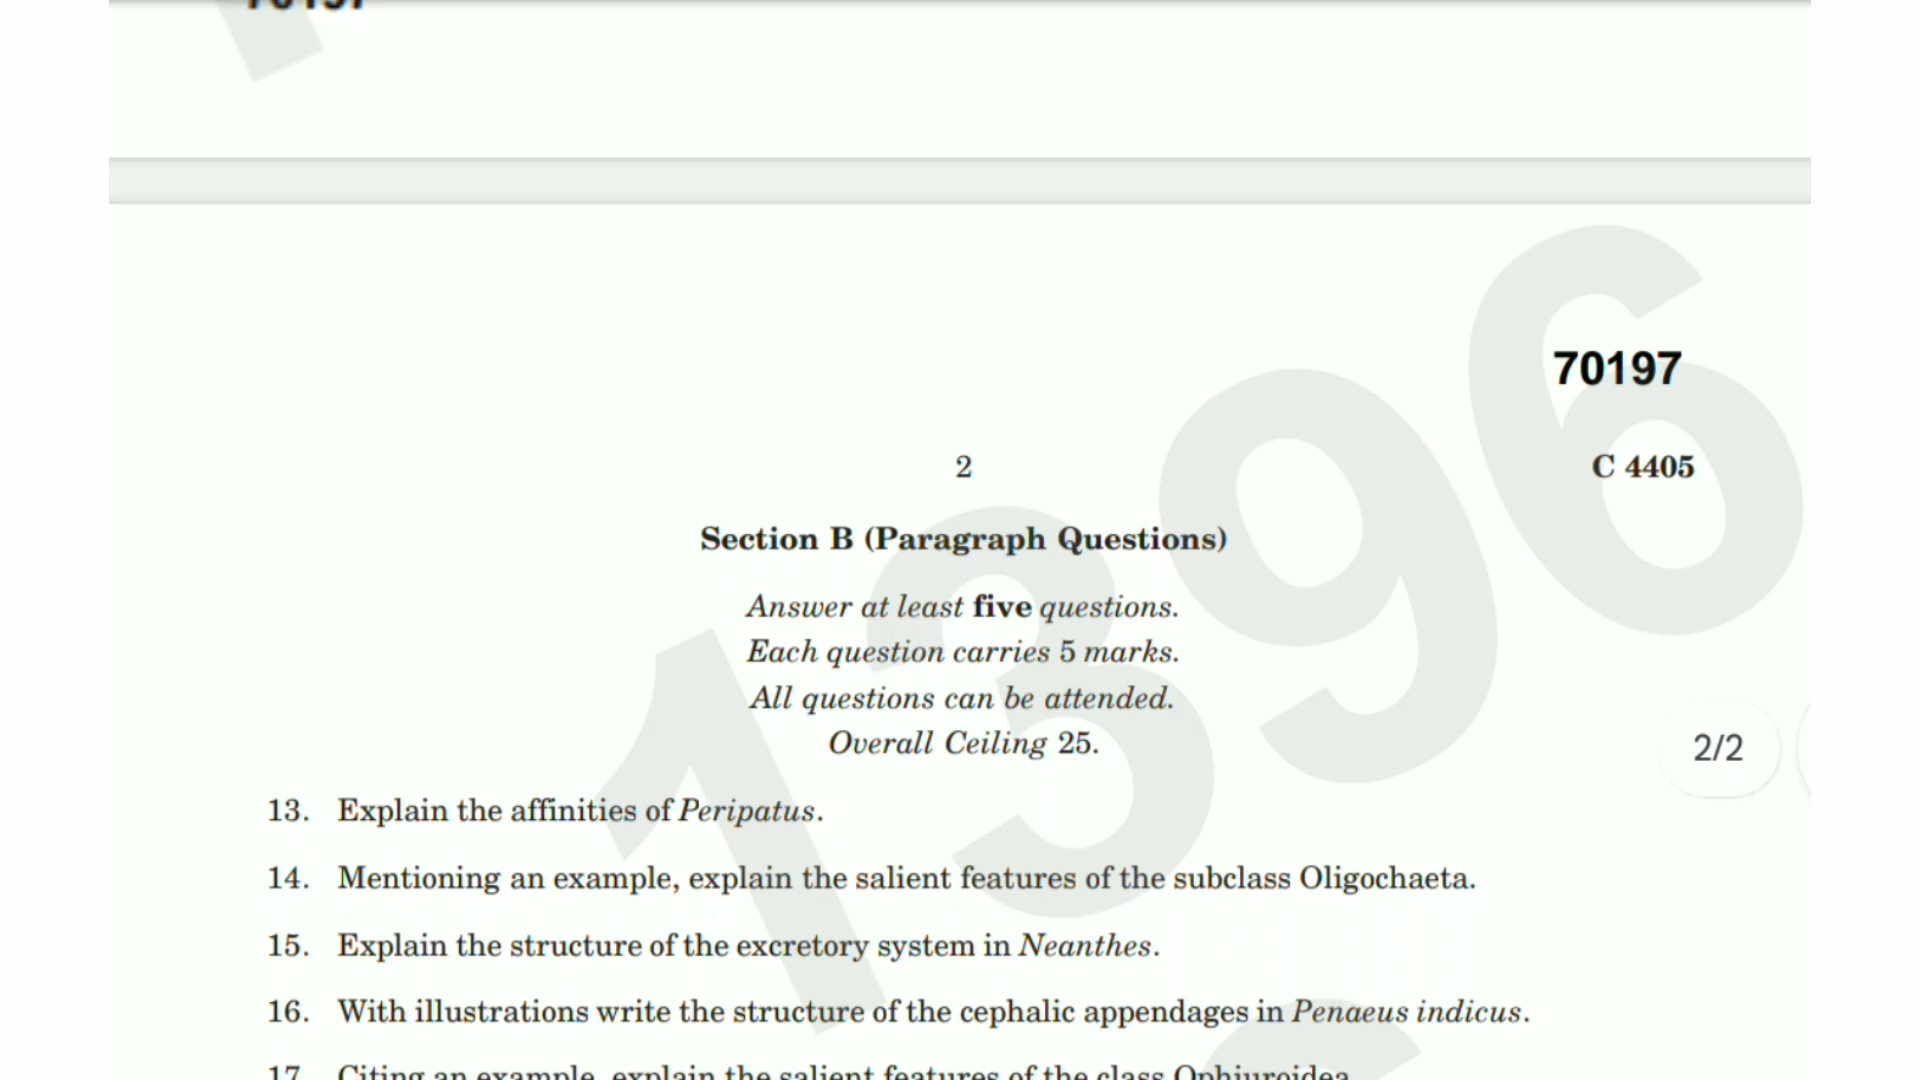 70197
70197
2
C 4405
Section B (Paragraph Questions)
Answer at least five questions.
Each question carries 5 marks.
All questions can be attended.
Overall Ceiling 25.
2/2
13. Explain the affinities of Peripatus.
14. Mentioning an example, explain the salient features of the subclass Oligochaeta.
15. Explain the structure of the excretory system in Neanthes.
16. With illustrations write the structure of the cephalic appendages in Penaeus indicus.
17. Citing an example, explain the salient features of the class Ophiuroidea.
1396